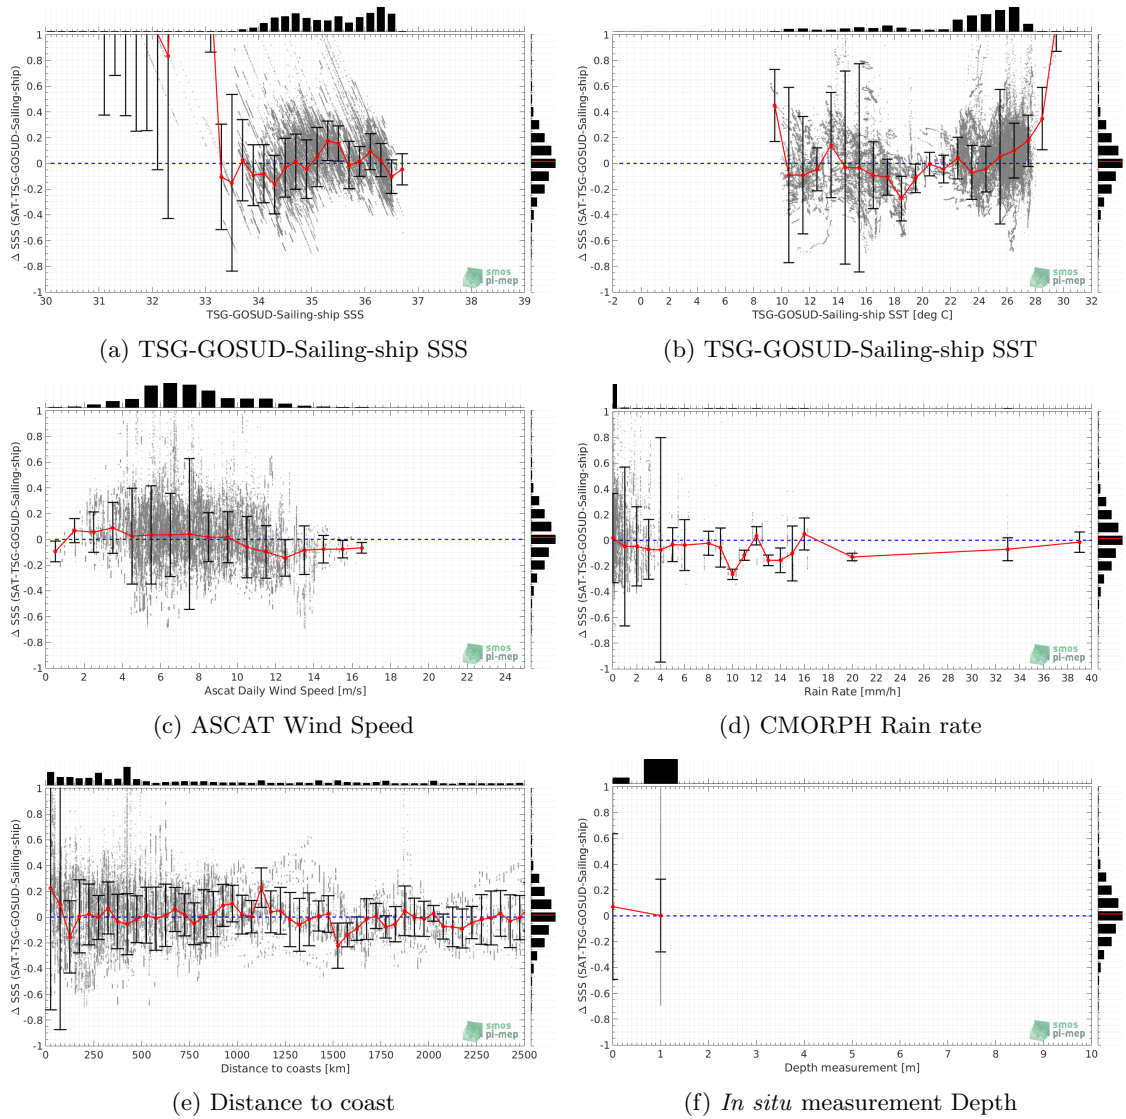 1
0.8
0.6
0.4
0.2
0
-0.2
-0.4
-0.6
-0.8
-1
Δ SSS (SAT-TSG-GOSUD-Sailing-ship)
30 31 32 33 34 35 36 37 38 39
TSG-GOSUD-Sailing-ship SSS
smos
pi-mep
(a) TSG-GOSUD-Sailing-ship SSS
1
0.8
0.6
0.4
0.2
0
-0.2
-0.4
-0.6
-0.8
-1
Δ SSS (SAT-TSG-GOSUD-Sailing-ship)
-2 0 2 4 6 8 10 12 14 16 18 20 22 24 26 28 30 32
TSG-GOSUD-Sailing-ship SST [deg C]
smos
pi-mep
(b) TSG-GOSUD-Sailing-ship SST
1
0.8
0.6
0.4
0.2
0
-0.2
-0.4
-0.6
-0.8
-1
Δ SSS (SAT-TSG-GOSUD-Sailing-ship)
0 2 4 6 8 10 12 14 16 18 20 22 24
Ascat Daily Wind Speed [m/s]
smos
pi-mep
(c) ASCAT Wind Speed
1
0.8
0.6
0.4
0.2
0
-0.2
-0.4
-0.6
-0.8
-1
Δ SSS (SAT-TSG-GOSUD-Sailing-ship)
0 2 4 6 8 10 12 14 16 18 20 22 24 26 28 30 32 34 36 38 40
Rain Rate [mm/h]
smos
pi-mep
(d) CMORPH Rain rate
1
0.8
0.6
0.4
0.2
0
-0.2
-0.4
-0.6
-0.8
-1
Δ SSS (SAT-TSG-GOSUD-Sailing-ship)
0 250 500 750 1000 1250 1500 1750 2000 2250 2500
Distance to coasts [km]
smos
pi-mep
(e) Distance to coast
1
0.8
0.6
0.4
0.2
0
-0.2
-0.4
-0.6
-0.8
-1
Δ SSS (SAT-TSG-GOSUD-Sailing-ship)
0 1 2 3 4 5 6 7 8 9 10
Depth measurement [m]
smos
pi-mep
(f) In situ measurement Depth